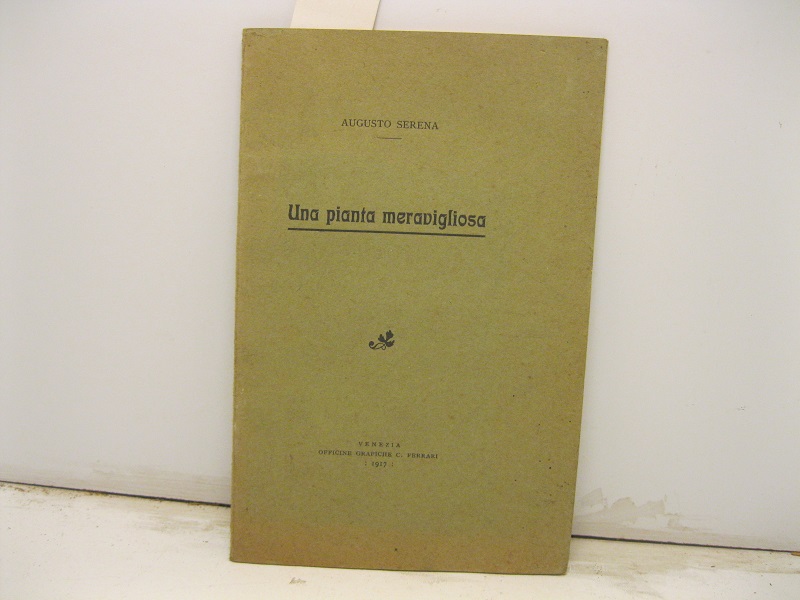 AUGUSTO SERENA
Una pianta meravigliosa
VENEZIA
OFFICINE GRAFICHE C. FERRARI
: 1917 :